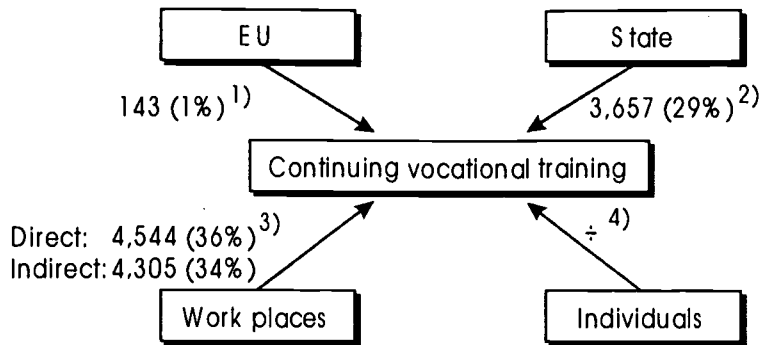 EU
State
143 (1%) 1)
3,657 (29%) 2)
Continuing vocational training
Direct: 4,544 (36%) 3)
Indirect: 4,305 (34%)
÷ 4)
Work places
Individuals